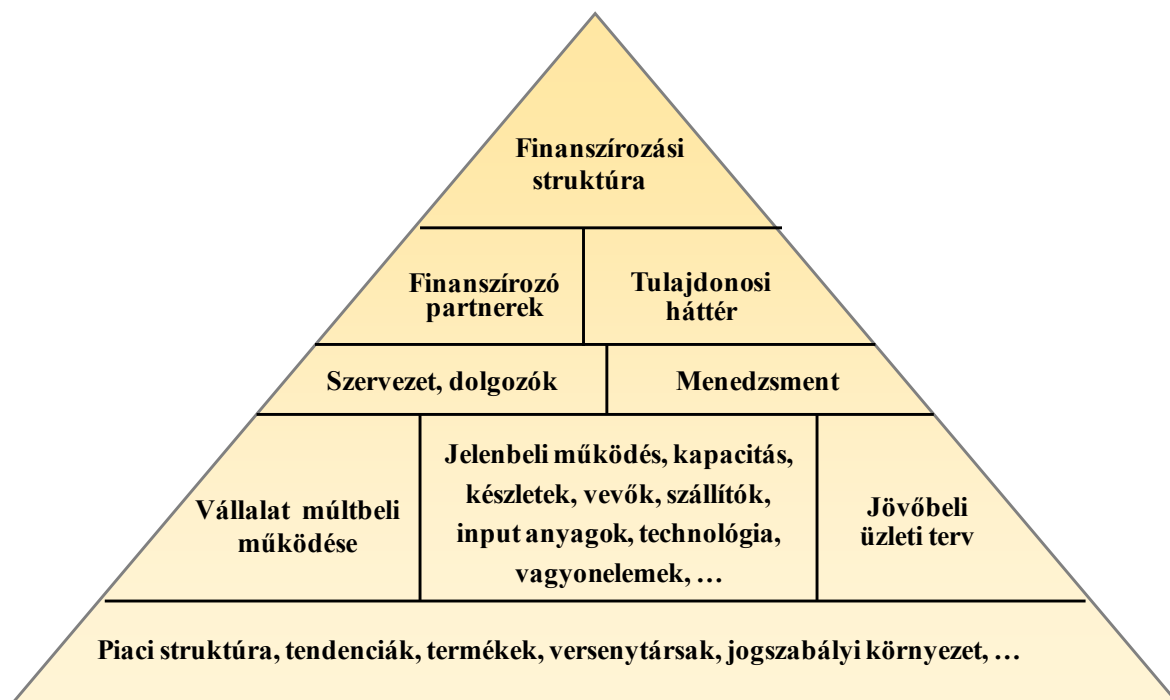 Finanszírozási
struktúra
Finanszírozó
partnerek
Tulajdonosi
háttér
Szervezet, dolgozók
Menedzsment
Vállalat múltbeli
működése
Jelenbeli működés, kapacitás,
készletek, vevők, szállítók,
input anyagok, technológia,
vagyonelemek, …
Jövőbeli
üzleti terv
Piaci struktúra, tendenciák, termékek, versenytársak, jogszabályi környezet, …